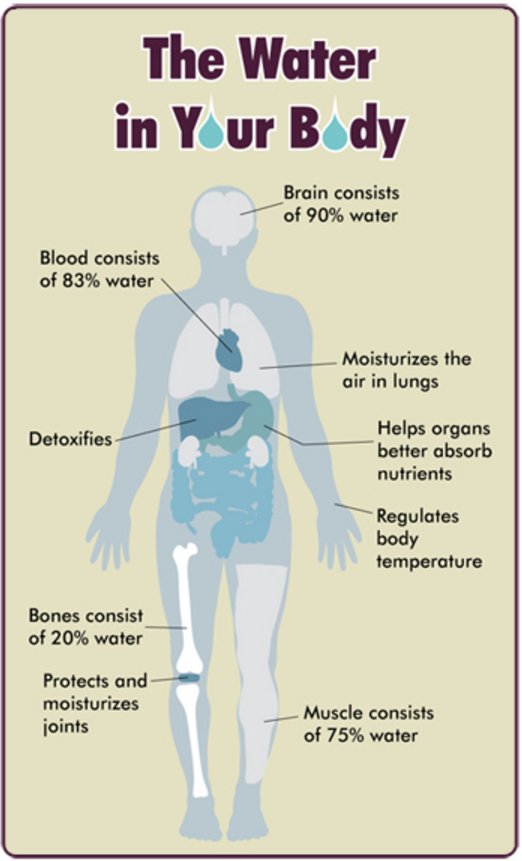 The Water
in Your Body
Brain consists
of 90% water
Blood consists
of 83% water
Moisturizes the
air in lungs
Detoxifies
Helps organs
better absorb
nutrients
Regulates
body
temperature
Bones consist
of 20% water
Protects and
moisturizes
joints
Muscle consists
of 75% water